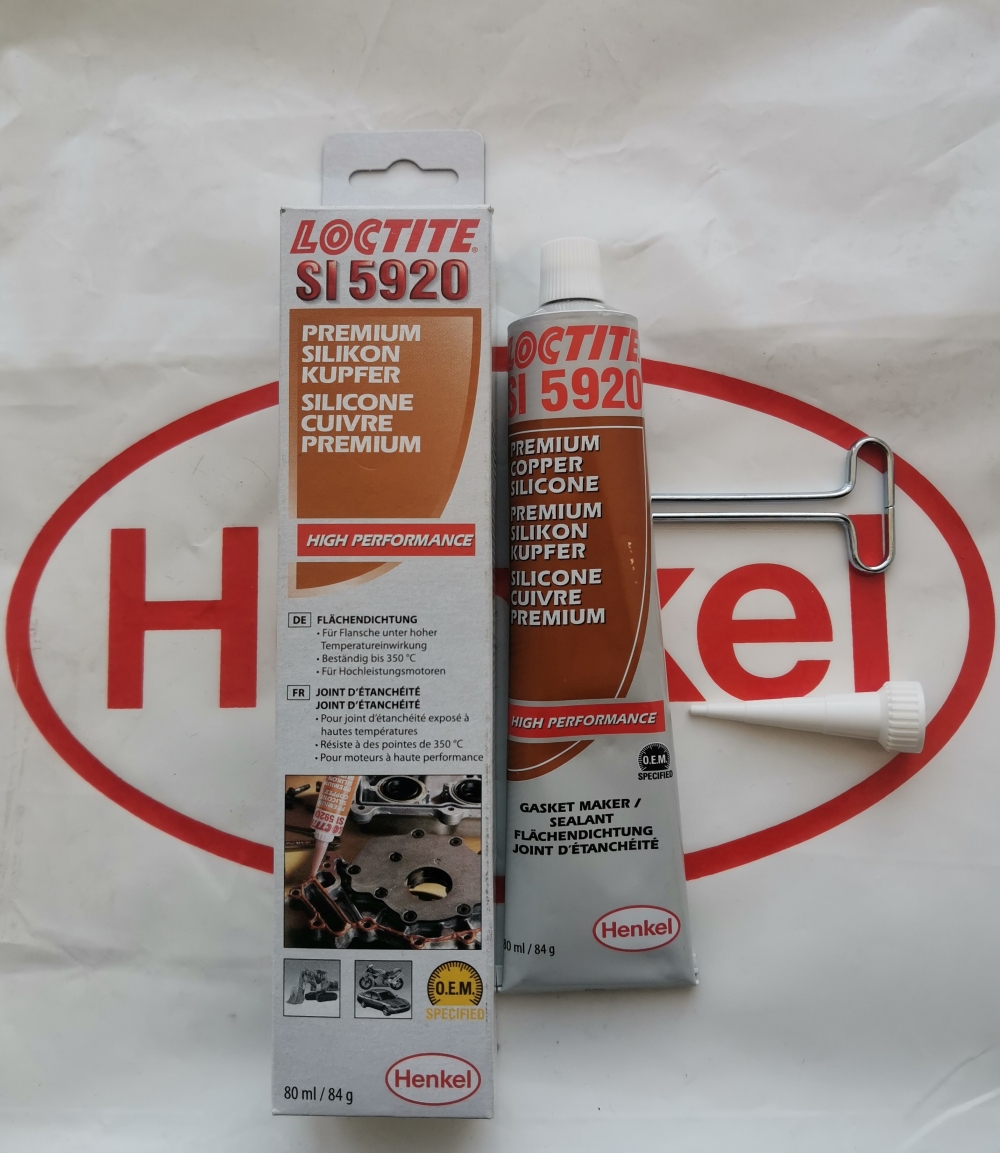 LOCTITE®
SI 5920
PREMIUM
SILIKON
KUPFER
SILICONE
CUIVRE
PREMIUM
HIGH PERFORMANCE
DE FLÄCHENDICHTUNG
• Für Flansche unter hoher
Temperatureinwirkung
• Beständig bis 350 °C
• Für Hochleistungsmotoren
FR JOINT D'ÉTANCHÉITÉ
JOINT D'ÉTANCHÉITÉ
• Pour joint d'étanchéité exposé à
hautes températures
• Résiste à des pointes de 350 °C
• Pour moteurs à haute performance
SI 5920
O.E.M.
SPECIFIED
80 ml / 84 g
Henkel
LOCTITE
SI 5920
PREMIUM
COPPER
SILICONE
PREMIUM
SILIKON
KUPFER
SILICONE
CUIVRE
PREMIUM
HIGH PERFORMANCE
O.E.M.
SPECIFIED
GASKET MAKER /
SEALANT
FLÄCHENDICHTUNG
JOINT D'ÉTANCHÉITÉ
Henkel
80 ml / 84 g
H kel